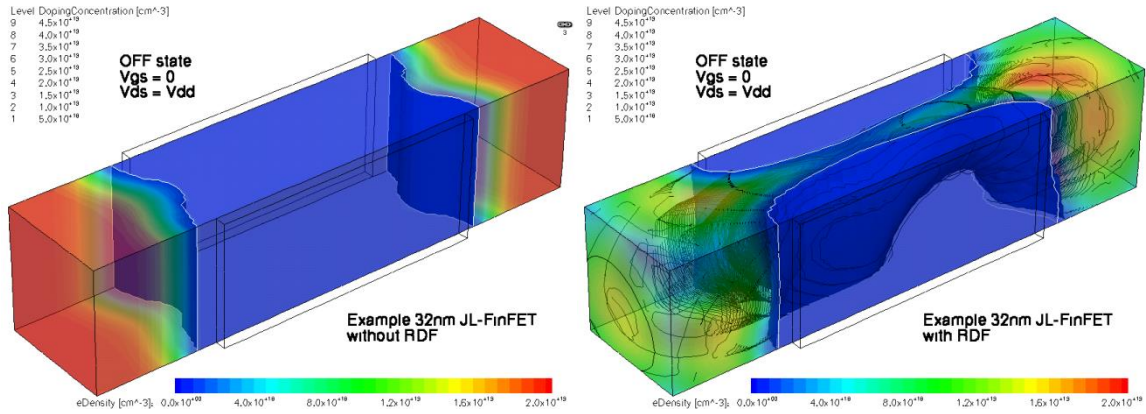 Level DopingConcentration [cm^-3]
9 4.5x10⁺¹⁹
8 4.0x10⁺¹⁹
7 3.5x10⁺¹⁹
6 3.0x10⁺¹⁹
5 2.5x10⁺¹⁹
4 2.0x10⁺¹⁹
3 1.5x10⁺¹⁹
2 1.0x10⁺¹⁹
1 5.0x10⁺¹⁸
3
OFF state
Vgs = 0
Vds = Vdd
Example 32nm JL-FinFET
without RDF
eDensity [cm^-3]: 0.0x10⁺⁰⁰ 4.0x10⁺¹⁸ 8.0x10⁺¹⁸ 1.2x10⁺¹⁹ 1.6x10⁺¹⁹ 2.0x10⁺¹⁹
Level DopingConcentration [cm^-3]
9 4.5x10⁺¹⁹
8 4.0x10⁺¹⁹
7 3.5x10⁺¹⁹
6 3.0x10⁺¹⁹
5 2.5x10⁺¹⁹
4 2.0x10⁺¹⁹
3 1.5x10⁺¹⁹
2 1.0x10⁺¹⁹
1 5.0x10⁺¹⁸
OFF state
Vgs = 0
Vds = Vdd
Example 32nm JL-FinFET
with RDF
eDensity [cm^-3]: 0.0x10⁺⁰⁰ 4.0x10⁺¹⁸ 8.0x10⁺¹⁸ 1.2x10⁺¹⁹ 1.6x10⁺¹⁹ 2.0x10⁺¹⁹